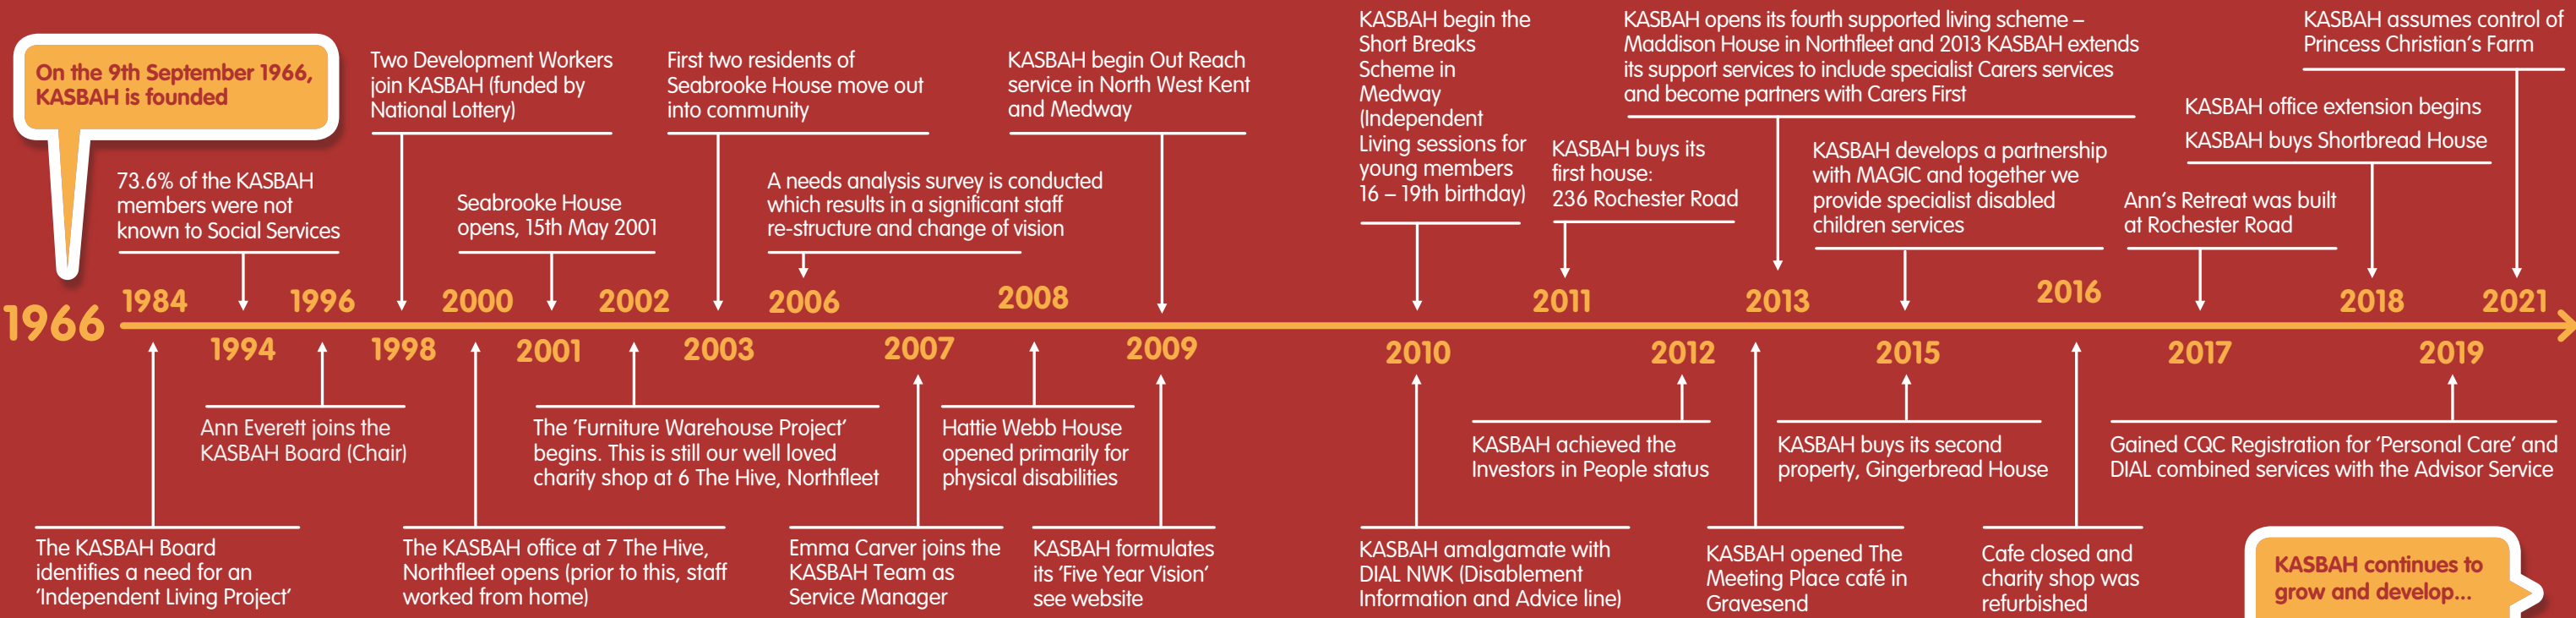 On the 9th September 1966,
KASBAH is founded
73.6% of the KASBAH
members were not
known to Social Services
Two Development Workers
join KASBAH (funded by
National Lottery)
Seabrooke House
opens, 15th May 2001
First two residents of
Seabrooke House move out
into community
A needs analysis survey is conducted
which results in a significant staff
re-structure and change of vision
KASBAH begin Out Reach
service in North West Kent
and Medway
KASBAH begin the
Short Breaks
Scheme in
Medway
(Independent
Living sessions for
young members
16 – 19th birthday)
KASBAH buys its
first house:
236 Rochester Road
KASBAH opens its fourth supported living scheme –
Maddison House in Northfleet and 2013 KASBAH extends
its support services to include specialist Carers services
and become partners with Carers First
KASBAH develops a partnership
with MAGIC and together we
provide specialist disabled
children services
Ann's Retreat was built
at Rochester Road
KASBAH office extension begins
KASBAH buys Shortbread House
KASBAH assumes control of
Princess Christian's Farm
1966
1984
1994
1996
1998
2000
2001
2002
2003
2006
2007
2008
2009
2010
2011
2012
2013
2015
2016
2017
2018
2019
2021
The KASBAH Board
identifies a need for an
'Independent Living Project'
Ann Everett joins the
KASBAH Board (Chair)
The KASBAH office at 7 The Hive,
Northfleet opens (prior to this, staff
worked from home)
The 'Furniture Warehouse Project'
begins. This is still our well loved
charity shop at 6 The Hive, Northfleet
Emma Carver joins the
KASBAH Team as
Service Manager
Hattie Webb House
opened primarily for
physical disabilities
KASBAH formulates
its 'Five Year Vision'
see website
KASBAH amalgamate with
DIAL NWK (Disablement
Information and Advice line)
KASBAH achieved the
Investors in People status
KASBAH opened The
Meeting Place café in
Gravesend
KASBAH buys its second
property, Gingerbread House
Cafe closed and
charity shop was
refurbished
Gained CQC Registration for 'Personal Care' and
DIAL combined services with the Advisor Service
KASBAH continues to
grow and develop...